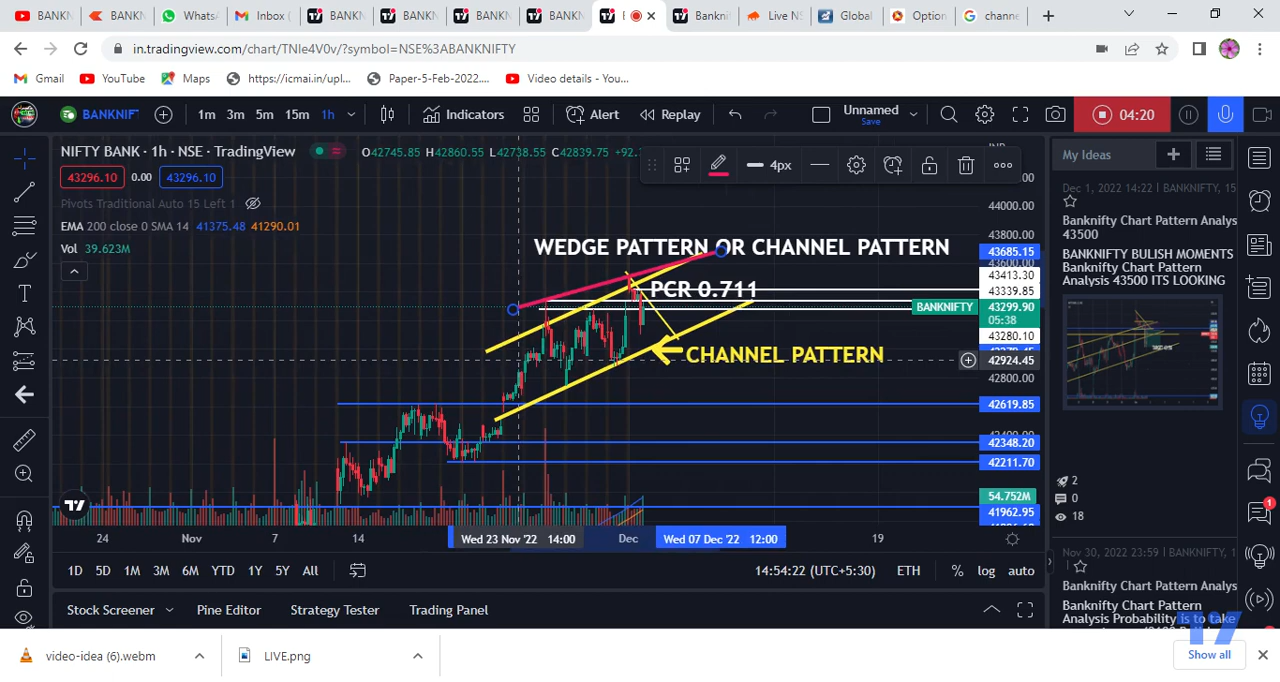 BANKN
BANKN
WhatsA
Inbox (
BANKN
BANKN
BANKN
BANKN
Bankni
Live NS
Global
Option
channe
in.tradingview.com/chart/TNIe4V0v/?symbol=NSE%3ABANKNIFTY
Gmail
YouTube
Maps
https://icmai.in/upl...
Paper-5-Feb-2022....
Video details - You...
BANKNIF
1m 3m 5m 15m 1h
Indicators
Alert
Replay
Unnamed
Save
04:20
NIFTY BANK · 1h · NSE · TradingView
O42745.85 H42860.55 L42738.55 C42839.75 +92.
4px
My Ideas
43296.10 0.00 43296.10
Pivots Traditional Auto 15 Left 1
EMA 200 close 0 SMA 14 41375.48 41290.01
Vol 39.623M
Dec 1, 2022 14:22 | BANKNIFTY, 15
Banknifty Chart Pattern Analys
43500
BANKNIFTY BULISH MOMENTS
Banknifty Chart Pattern
Analysis 43500 ITS LOOKING
44000.00
43800.00
WEDGE PATTERN OR CHANNEL PATTERN
43685.15
43600.00
43413.30
PCR 0.711
43339.85
BANKNIFTY
43299.90
05:38
43280.10
CHANNEL PATTERN
42924.45
42800.00
42619.85
42400.00
42348.20
42211.70
54.752M
41962.95
2
0
18
24
Nov
7
14
Wed 23 Nov '22 14:00
Dec
Wed 07 Dec '22 12:00
19
Nov 30, 2022 23:59 | BANKNIFTY, 1
Banknifty Chart Pattern Analys
Banknifty Chart Pattern
Analysis Probability is to take
1D 5D 1M 3M 6M YTD 1Y 5Y All
14:54:22 (UTC+5:30)
ETH
% log auto
Stock Screener
Pine Editor
Strategy Tester
Trading Panel
video-idea (6).webm
LIVE.png
Show all